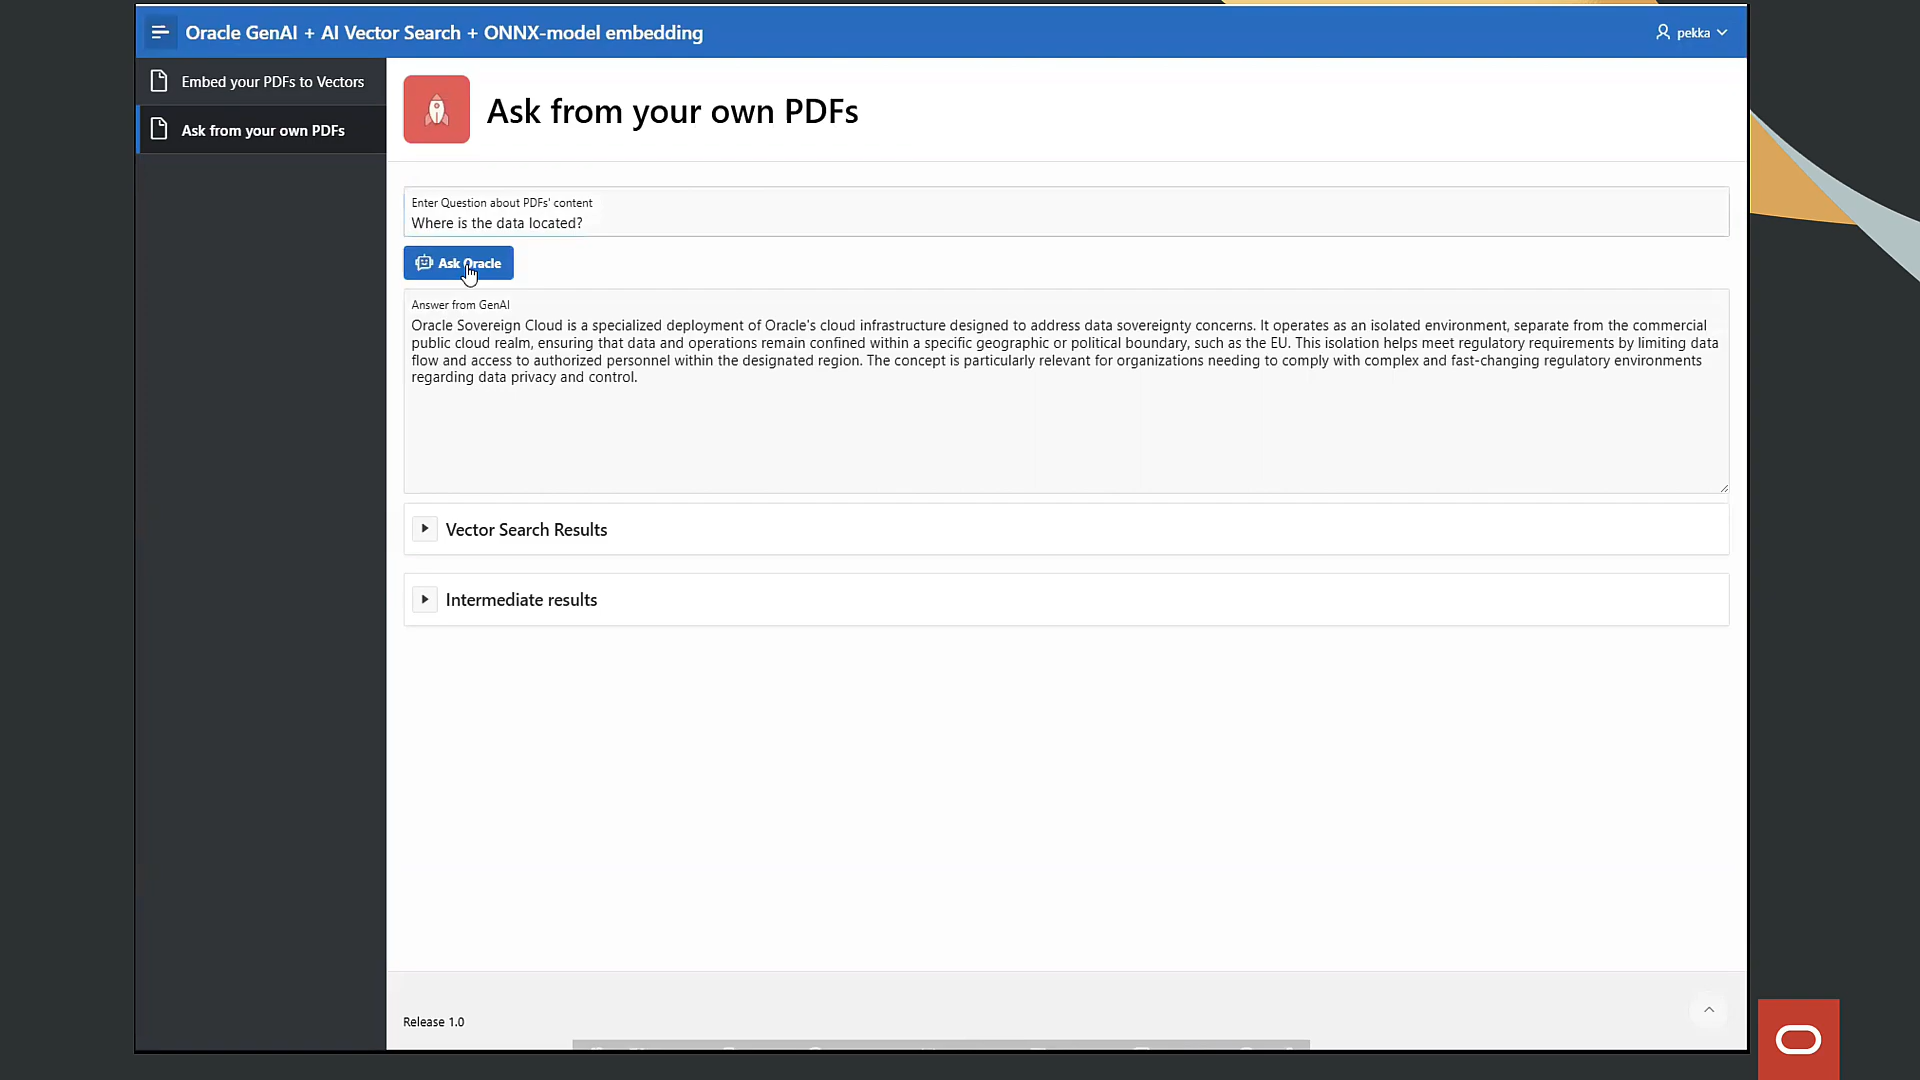 Oracle GenAI + AI Vector Search + ONNX-model embedding
pekka
Embed your PDFs to Vectors
Ask from your own PDFs
Ask from your own PDFs
Enter Question about PDFs' content
Where is the data located?
Ask Oracle
Answer from GenAI
Oracle Sovereign Cloud is a specialized deployment of Oracle's cloud infrastructure designed to address data sovereignty concerns. It operates as an isolated environment, separate from the commercial
public cloud realm, ensuring that data and operations remain confined within a specific geographic or political boundary, such as the EU. This isolation helps meet regulatory requirements by limiting data
flow and access to authorized personnel within the designated region. The concept is particularly relevant for organizations needing to comply with complex and fast-changing regulatory environments
regarding data privacy and control.
Vector Search Results
Intermediate results
Release 1.0